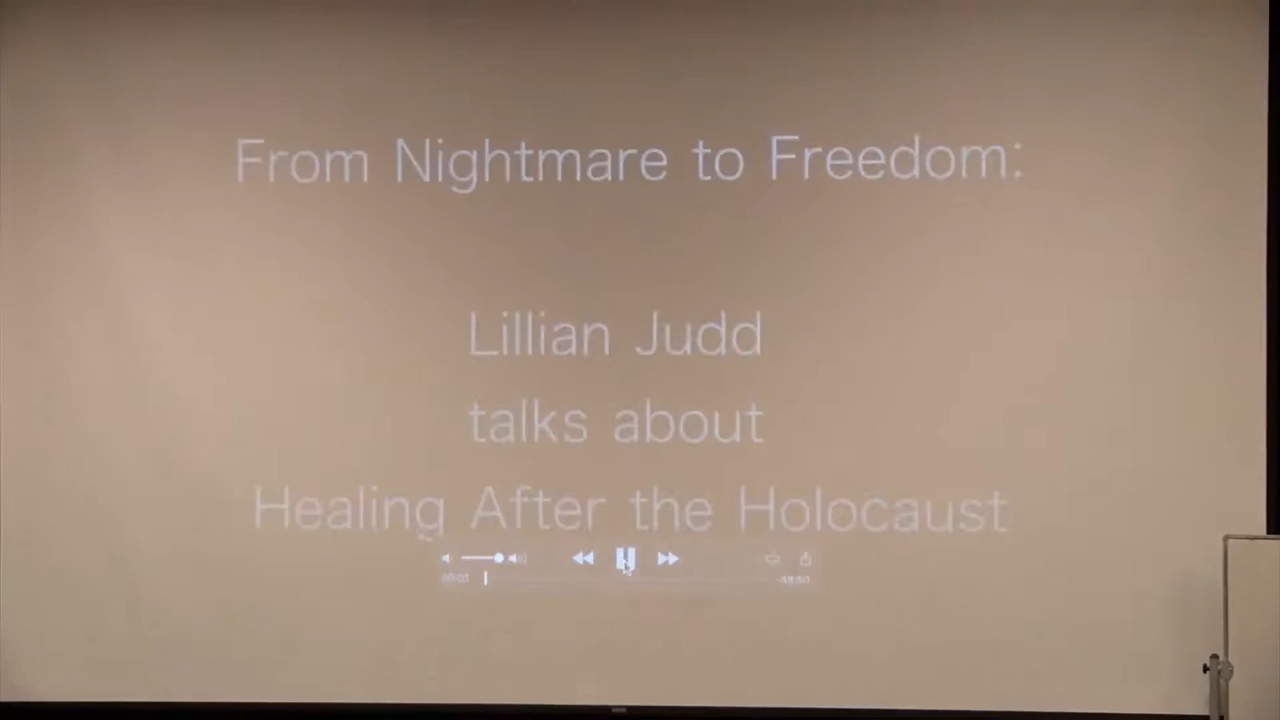 From Nightmare to Freedom:
Lillian Judd
talks about
Healing After the Holocaust